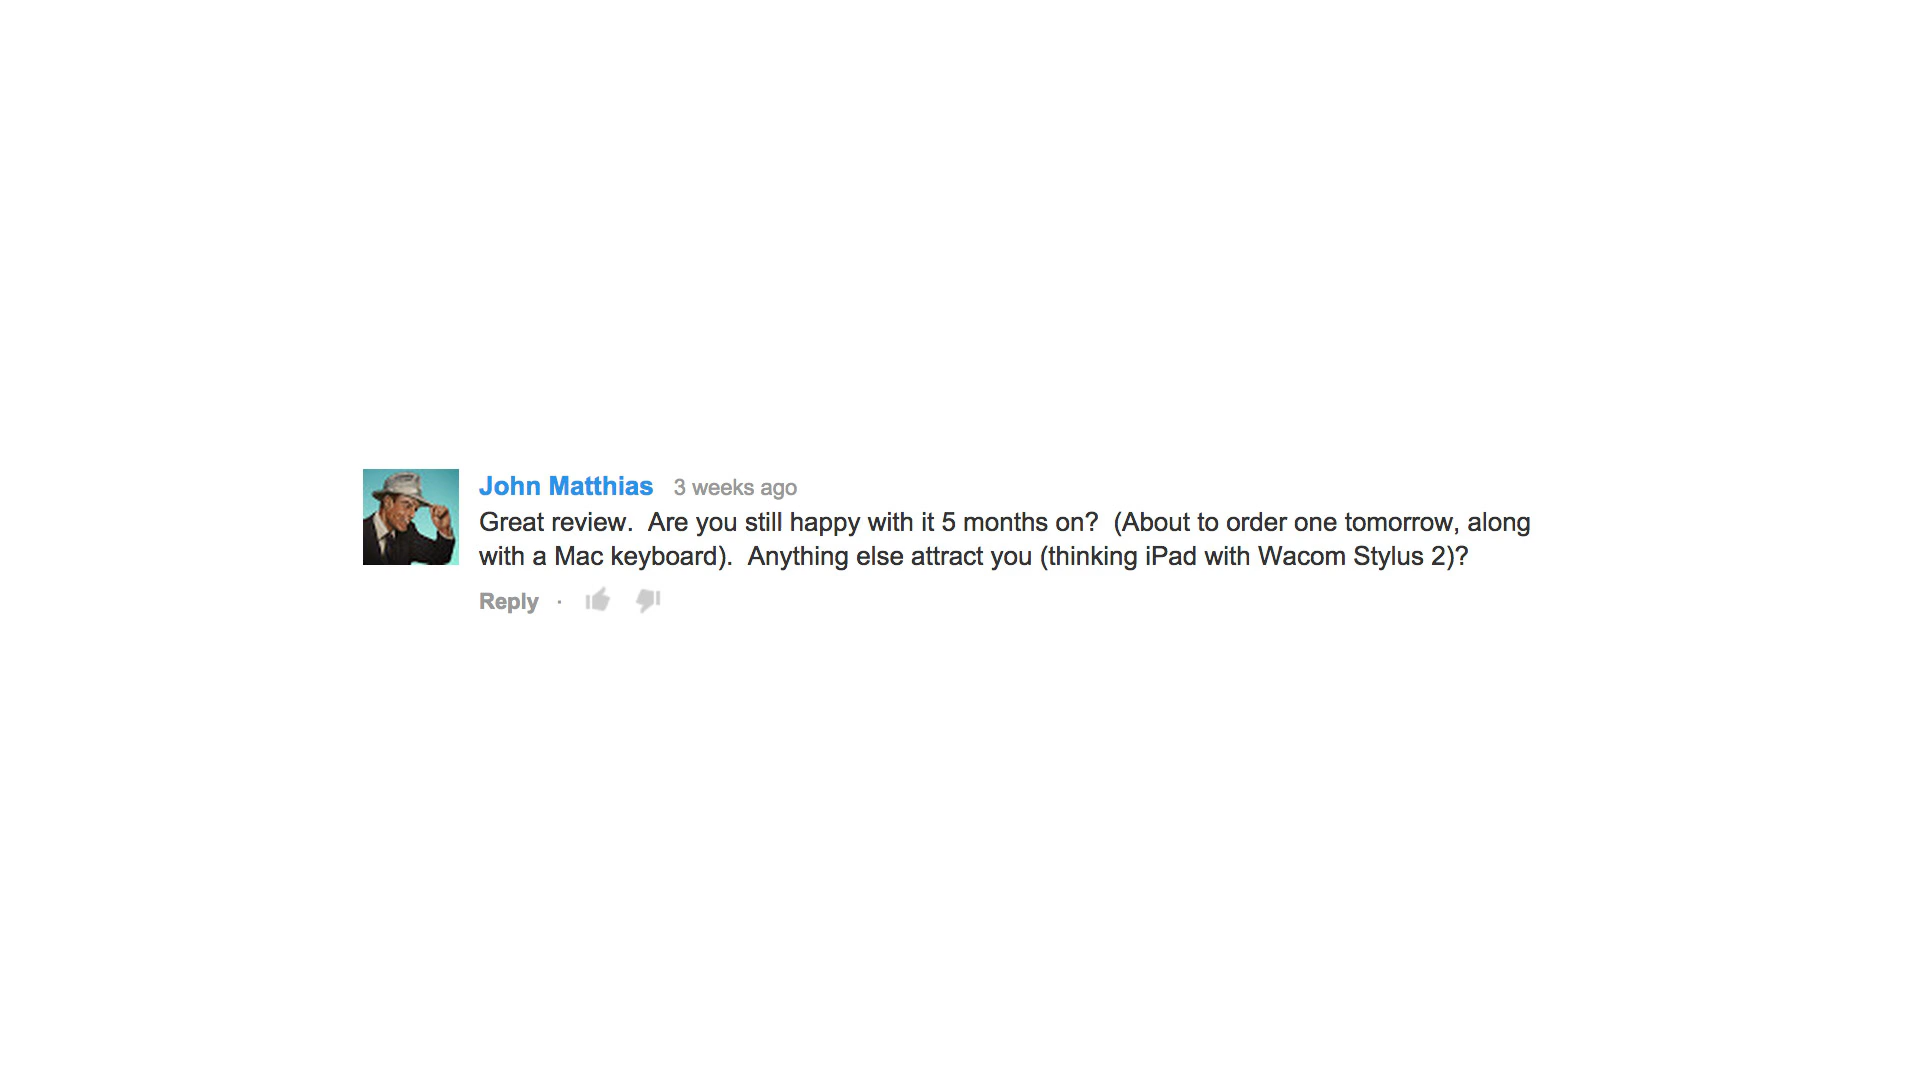 John Matthias 3 weeks ago
Great review.  Are you still happy with it 5 months on?  (About to order one tomorrow, along
with a Mac keyboard).  Anything else attract you (thinking iPad with Wacom Stylus 2)?
Reply ·